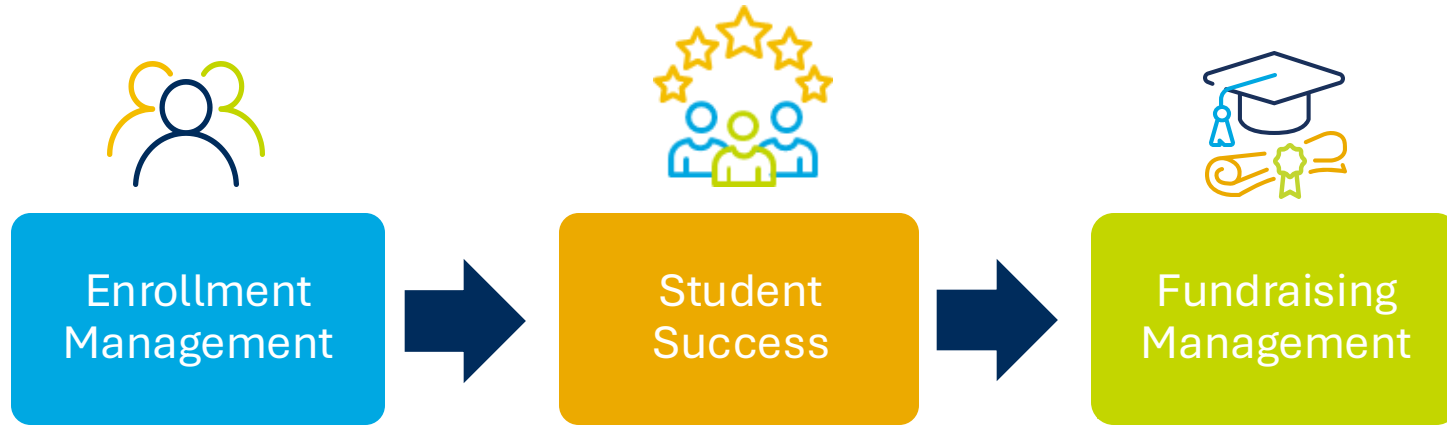 Enrollment
Management
Student
Success
Fundraising
Management